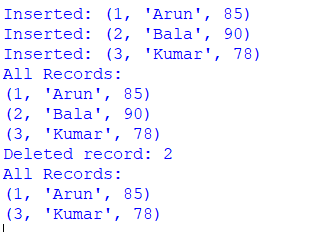 Inserted: (1, 'Arun', 85)
Inserted: (2, 'Bala', 90)
Inserted: (3, 'Kumar', 78)
All Records:
(1, 'Arun', 85)
(2, 'Bala', 90)
(3, 'Kumar', 78)
Deleted record: 2
All Records:
(1, 'Arun', 85)
(3, 'Kumar', 78)